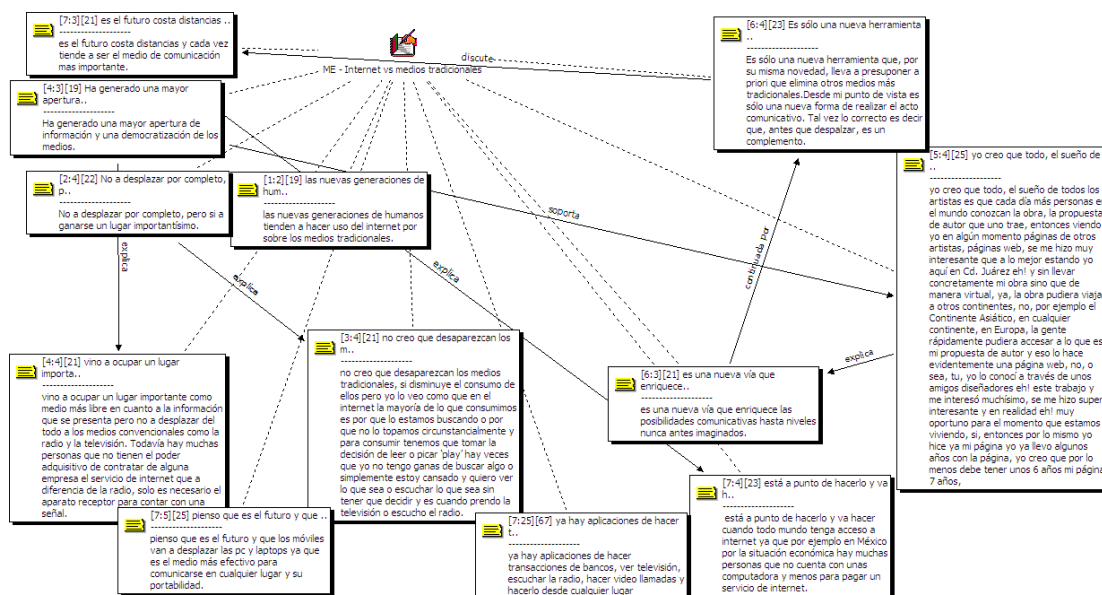 [7:3][21] es el futuro costa distancias ..
--------------------
es el futuro costa distancias y cada vez
tiende a ser el medio de comunicación
mas importante.
ME - Internet vs medios tradicionales
discute
[6:4][23] Es sólo una nueva herramienta
..
--------------------
Es sólo una nueva herramienta que, por
su misma novedad, lleva a presuponer a
priori que elimina otros medios más
tradicionales.Desde mi punto de vista es
sólo una nueva forma de realizar el acto
comunicativo. Tal vez lo correcto es decir
que, antes que despalzar, es un
complemento.
[4:3][19] Ha generado una mayor
apertura..
--------------------
Ha generado una mayor apertura de
información y una democratización de los
medios.
[2:4][22] No a desplazar por completo,
p..
--------------------
No a desplazar por completo, pero si a
ganarse un lugar importantísimo.
[1:2][19] las nuevas generaciones de
hum..
--------------------
las nuevas generaciones de humanos
tienden a hacer uso del internet por
sobre los medios tradicionales.
[5:4][25] yo creo que todo, el sueño de
..
--------------------
yo creo que todo, el sueño de todos los
artistas es que cada día más personas en
el mundo conozcan la obra, la propuesta
de autor que uno trae, entonces viendo
yo en algún momento páginas de otros
artistas, páginas web, se me hizo muy
interesante que a lo mejor estando yo
aquí en Cd. Juárez eh! y sin llevar
concretamente mi obra sino que de
manera virtual, ya, la obra pudiera viajar
a otros continentes, no, por ejemplo el
Continente Asiático, en cualquier
continente, en Europa, la gente
rápidamente pudiera accesar a lo que es
mi propuesta de autor y eso lo hace
evidentemente una página web, no, o
sea, tu, yo lo conocí a través de unos
amigos diseñadores eh! este trabajo y
me interesó muchísimo, se me hizo super
interesante y en realidad eh! muy
oportuno para el momento que estamos
viviendo, si, entonces por lo mismo yo
hice ya mi página yo ya llevo algunos
años con la página, yo creo que por lo
menos debe tener unos 6 años mi página,
7 años,
soporta
explica
explica
explica
continuada por
explica
[4:4][21] vino a ocupar un lugar
importa..
--------------------
vino a ocupar un lugar importante como
medio más libre en cuanto a la información
que se presenta pero no a desplazar del
todo a los medios convencionales como la
radio y la televisión. Todavía hay muchas
personas que no tienen el poder
adquisitivo de contratar de alguna
empresa el servicio de internet que a
diferencia de la radio, solo es necesario el
aparato receptor para contar con una
señal.
[3:4][21] no creo que desaparezcan los
m..
--------------------
no creo que desaparezcan los medios
tradicionales, si disminuye el consumo de
ellos pero yo lo veo como que en el
internet la mayoría de lo que consumimos
es por que lo estamos buscando o por
que no lo topamos circunstancialmente y
para consumir tenemos que tomar la
decisión de leer o picar 'play' hay veces
que yo no tengo ganas de buscar algo o
simplemente estoy cansado y quiero ver
lo que sea o escuchar lo que sea sin
tener que decidir y es cuando prendo la
televisión o escucho el radio.
[6:3][21] es una nueva vía que
enriquece..
--------------------
es una nueva vía que enriquece las
posibilidades comunicativas hasta niveles
nunca antes imaginados.
[7:5][25] pienso que es el futuro y que ..
--------------------
pienso que es el futuro y que los móviles
van a desplazar las pc y laptops ya que
es el medio más efectivo para
comunicarse en cualquier lugar y su
portabilidad.
[7:25][67] ya hay aplicaciones de hacer
t..
--------------------
ya hay aplicaciones de hacer
transacciones de bancos, ver televisión,
escuchar la radio, hacer video llamadas y
hacerlo desde cualquier lugar
[7:4][23] está a punto de hacerlo y va
h..
--------------------
está a punto de hacerlo y va hacer
cuando todo mundo tenga acceso a
internet ya que por ejemplo en México
por la situación económica hay muchas
personas que no cuenta con unas
computadora y menos para pagar un
servicio de internet.